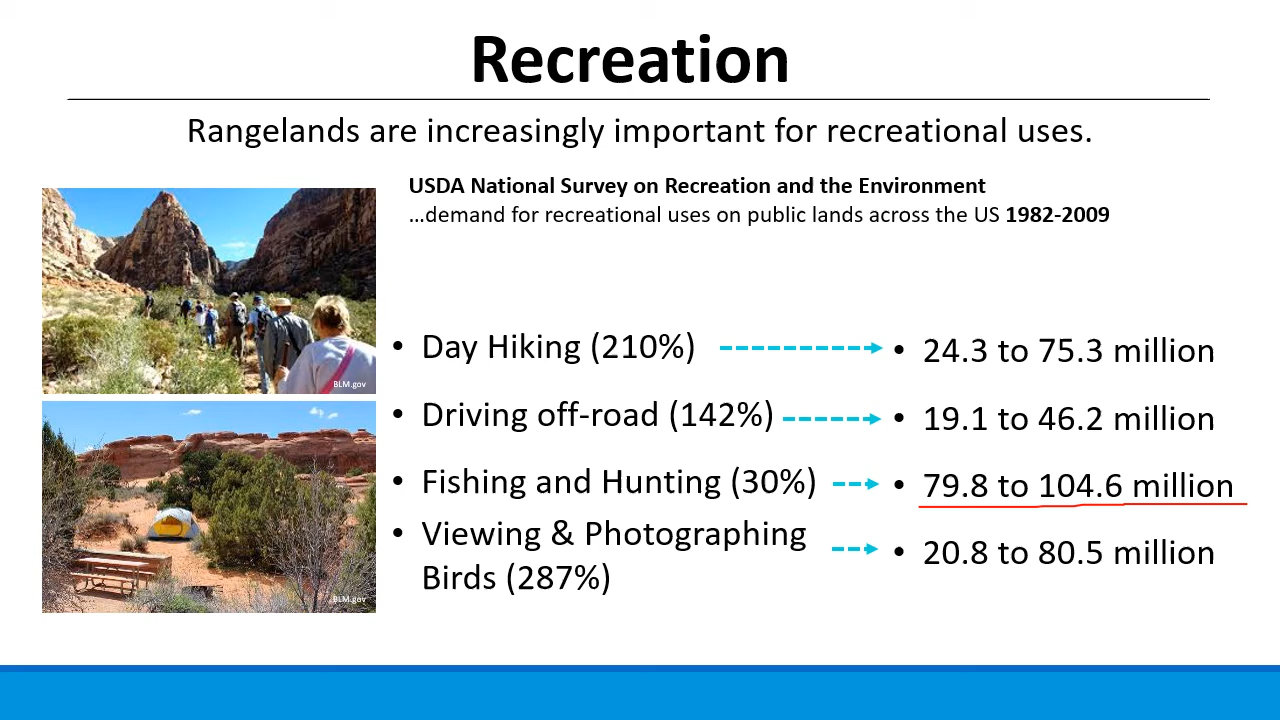 Recreation
Rangelands are increasingly important for recreational uses.
USDA National Survey on Recreation and the Environment
...demand for recreational uses on public lands across the US 1982-2009
BLM.gov
• Day Hiking (210%)
• 24.3 to 75.3 million
• Driving off-road (142%)
• 19.1 to 46.2 million
• Fishing and Hunting (30%)
• 79.8 to 104.6 million
• Viewing & Photographing
Birds (287%)
• 20.8 to 80.5 million
BLM.gov